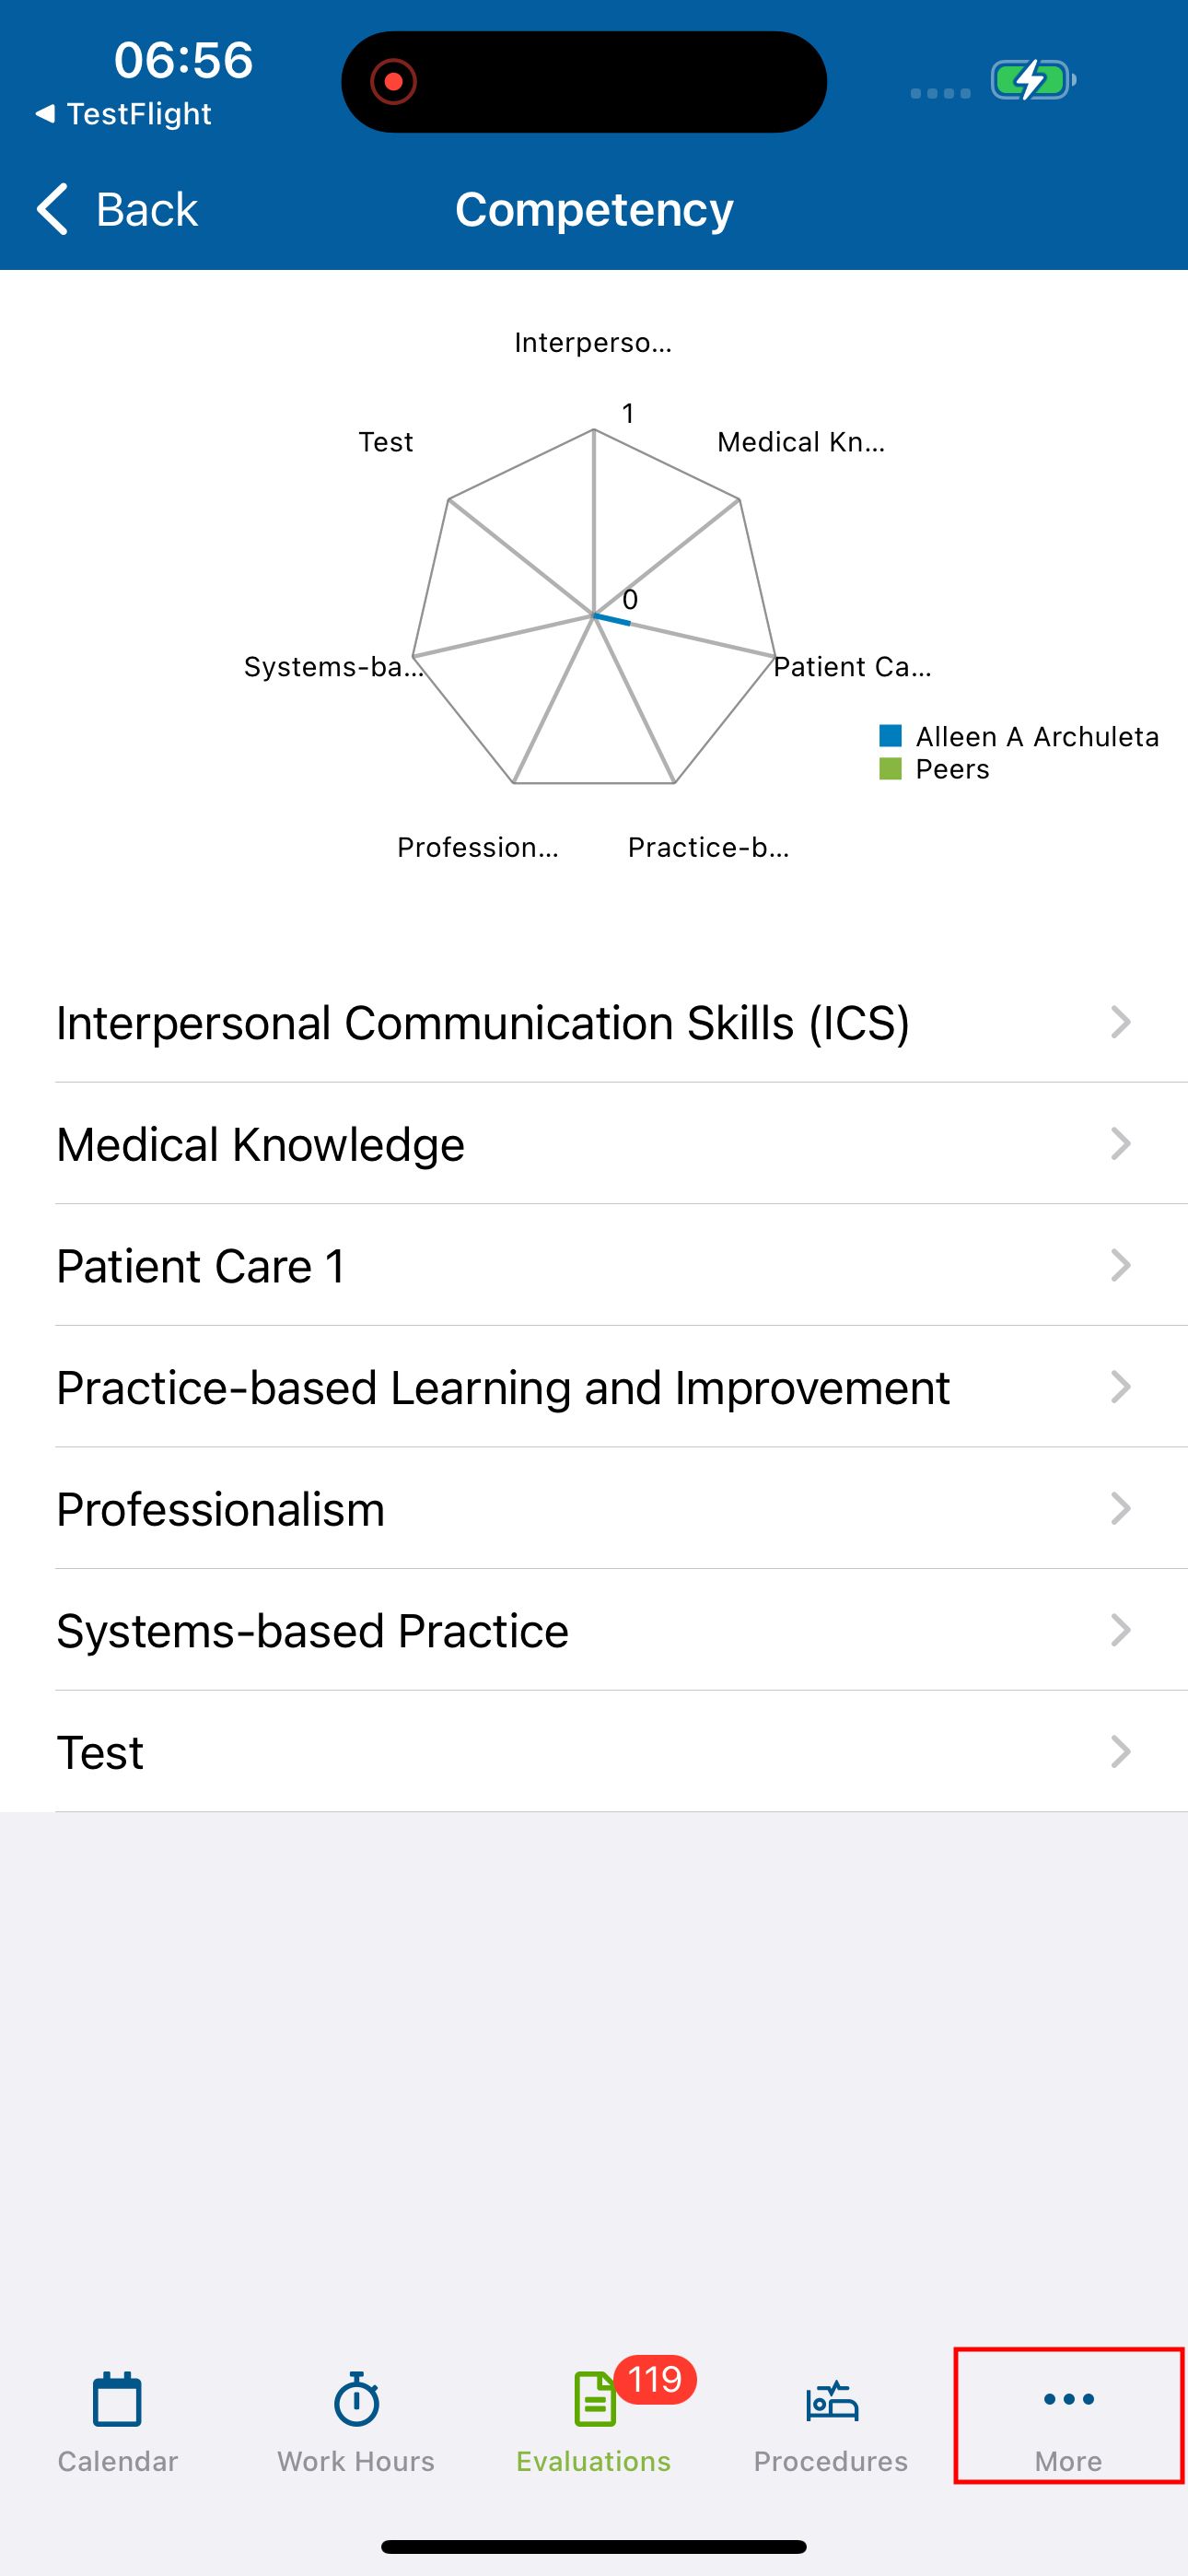 06:56
◀ TestFlight
Back
Competency
Interperso...
1
Test
Medical Kn...
0
Systems-ba...
Patient Ca...
Alleen A Archuleta
Peers
Profession...
Practice-b...
Interpersonal Communication Skills (ICS)
Medical Knowledge
Patient Care 1
Practice-based Learning and Improvement
Professionalism
Systems-based Practice
Test
119
Calendar
Work Hours
Evaluations
Procedures
More